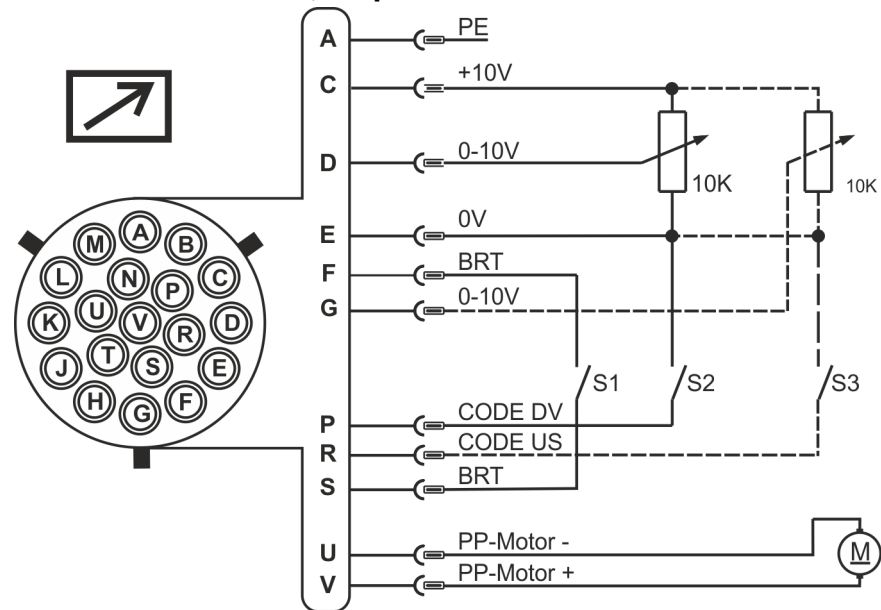 A
PE
C
+10V
D
0-10V
10K
10K
E
0V
F
BRT
G
0-10V
S1
S2
S3
P
CODE DV
R
CODE US
S
BRT
U
PP-Motor -
V
PP-Motor +
M
A
M
B
L
N
C
P
K
U
V
D
R
J
T
S
E
H
G
F